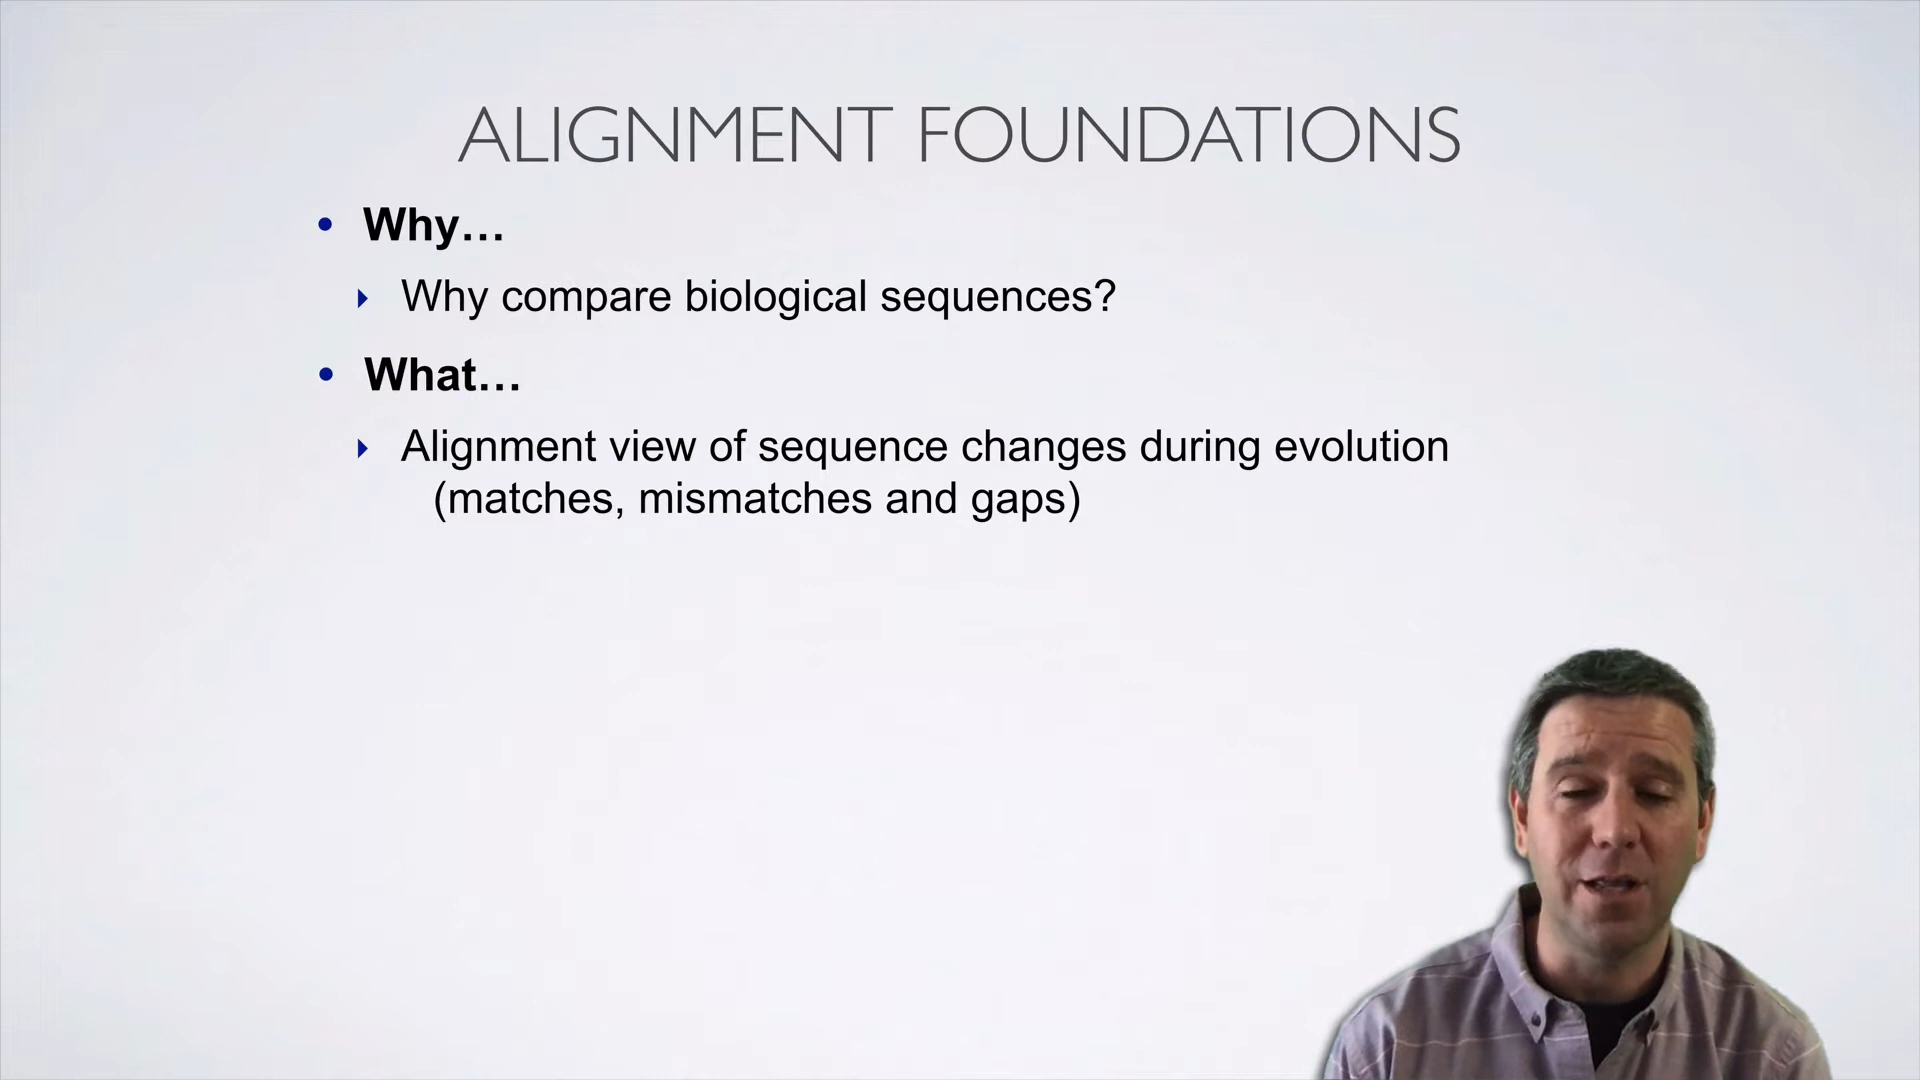 ALIGNMENT FOUNDATIONS
• Why…
‣ Why compare biological sequences?
• What…
‣ Alignment view of sequence changes during evolution
(matches, mismatches and gaps)